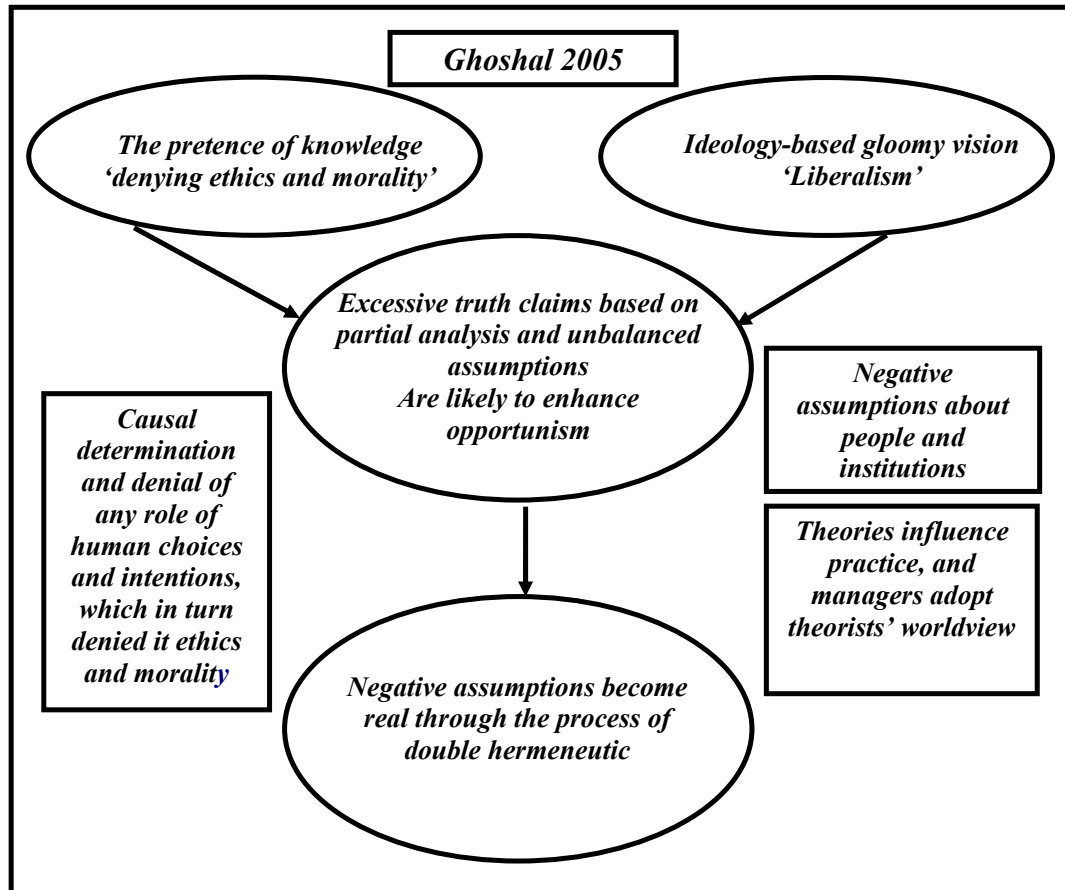 Ghoshal 2005
The pretence of knowledge
‘denying ethics and morality’
Ideology-based gloomy vision
‘Liberalism’
Excessive truth claims based on
partial analysis and unbalanced
assumptions
Are likely to enhance
opportunism
Causal
determination
and denial of
any role of
human choices
and intentions,
which in turn
denied it ethics
and morality
Negative
assumptions about
people and
institutions
Theories influence
practice, and
managers adopt
theorists’ worldview
Negative assumptions become
real through the process of
double hermeneutic